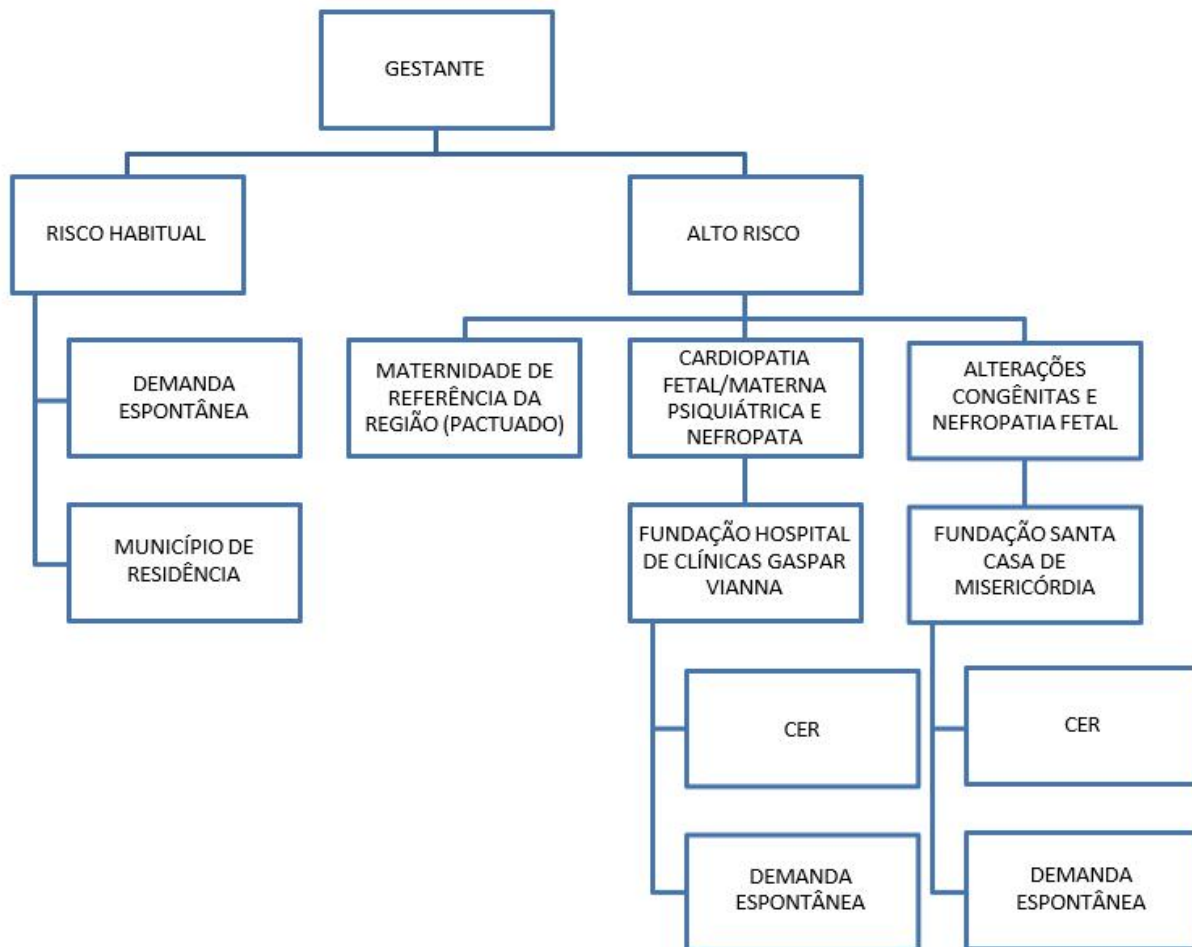 GESTANTE
RISCO HABITUAL
ALTO RISCO
DEMANDA
ESPONTÂNEA
MUNICÍPIO DE
RESIDÊNCIA
MATERNIDADE DE
REFERÊNCIA DA
REGIÃO (PACTUADO)
CARDIOPATIA
FETAL/MATERNA
PSIQUIÁTRICA E
NEFROPATA
ALTERAÇÕES
CONGÊNITAS E
NEFROPATIA FETAL
FUNDAÇÃO HOSPITAL
DE CLÍNICAS GASPAR
VIANNA
FUNDAÇÃO SANTA
CASA DE
MISERICÓRDIA
CER
DEMANDA
ESPONTÂNEA
CER
DEMANDA
ESPONTÂNEA